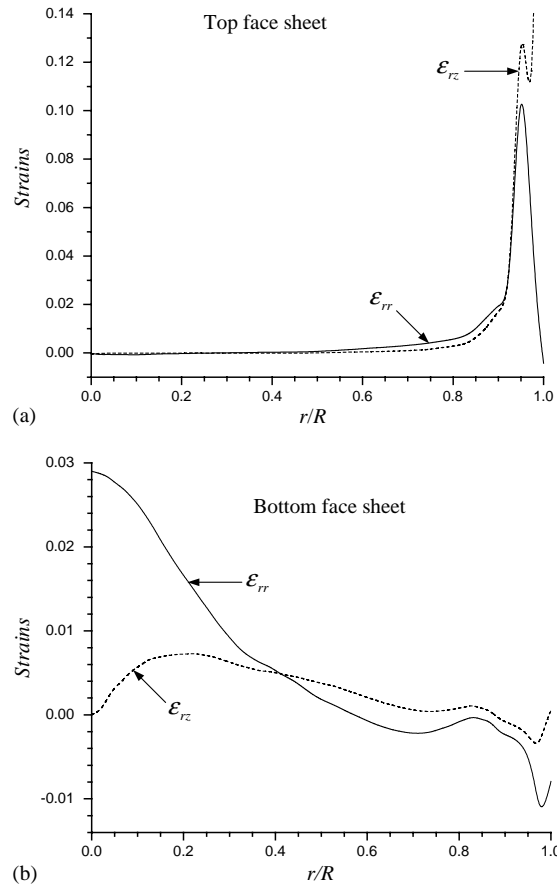 Top face sheet
0.14
0.12
0.10
0.08
0.06
0.04
0.02
0.00
Strains
ε_rz
ε_rr
0.0 0.2 0.4 0.6 0.8 1.0
r/R
(a)
0.03
0.02
0.01
0.00
-0.01
Strains
Bottom face sheet
ε_rr
ε_rz
0.0 0.2 0.4 0.6 0.8 1.0
r/R
(b)